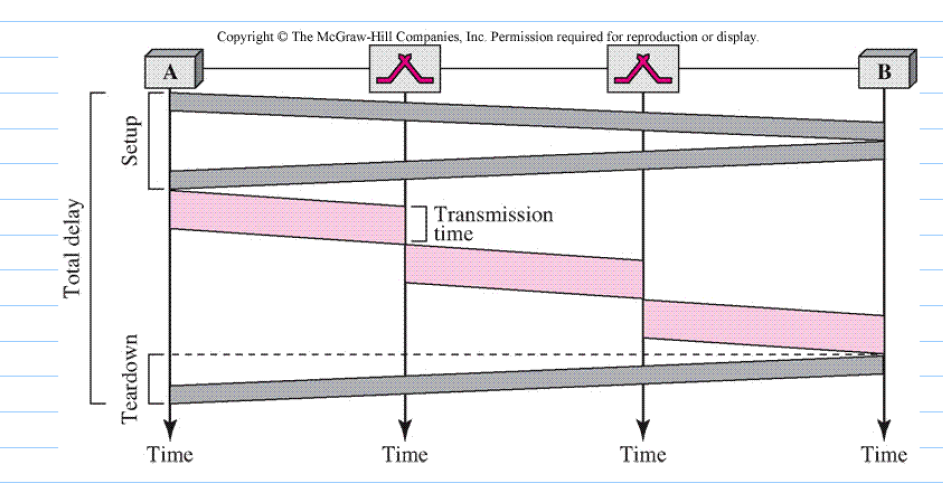 Copyright © The McGraw-Hill Companies, Inc. Permission required for reproduction or display.
A
B
Setup
Transmission
time
Total delay
Teardown
Time
Time
Time
Time